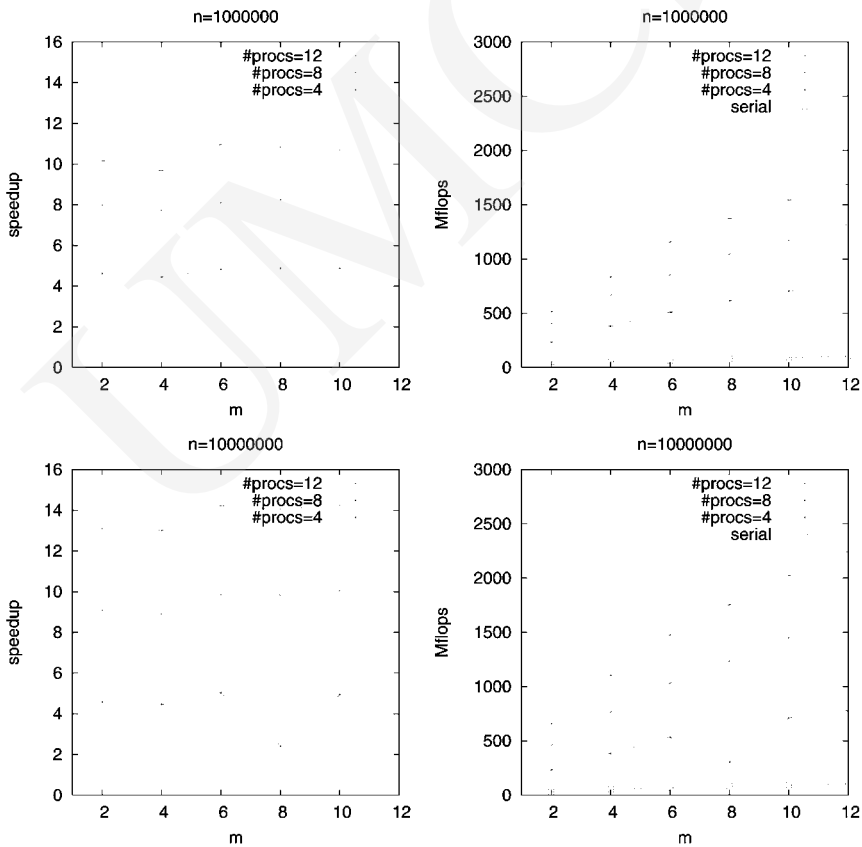 n=1000000
speedup
16
14
12
10
8
6
4
2
0
#procs=12
#procs=8
#procs=4
2
4
6
8
10
12
m
n=1000000
Mflops
3000
2500
2000
1500
1000
500
0
#procs=12
#procs=8
#procs=4
serial
2
4
6
8
10
12
m
n=10000000
speedup
16
14
12
10
8
6
4
2
0
#procs=12
#procs=8
#procs=4
2
4
6
8
10
12
m
n=10000000
Mflops
3000
2500
2000
1500
1000
500
0
#procs=12
#procs=8
#procs=4
serial
2
4
6
8
10
12
m
UMC